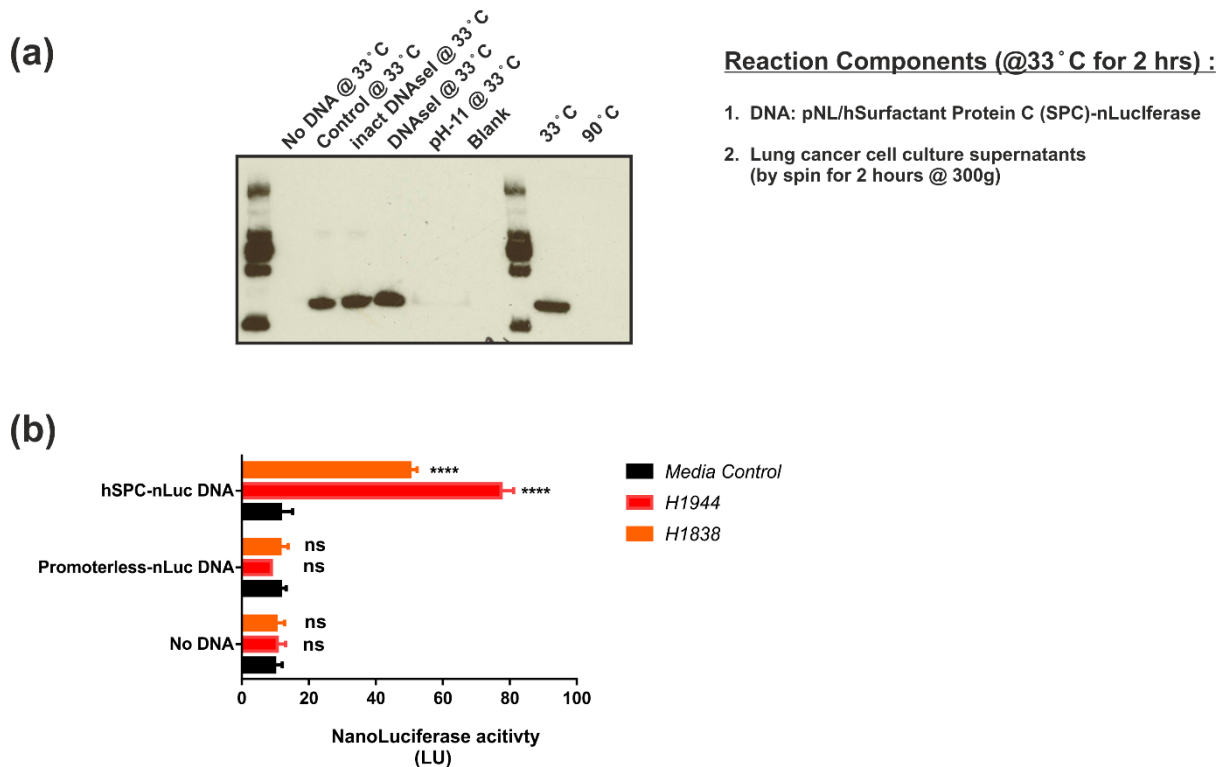 (a)
No DNA @ 33˚C
Control @ 33˚C
inact DNAseI @ 33˚C
DNAseI @ 33˚C
pH-11 @ 33˚C
Blank
33˚C
90˚C
Reaction Components (@33˚C for 2 hrs) :
1. DNA: pNL/hSurfactant Protein C (SPC)-nLuclferase
2. Lung cancer cell culture supernatants
(by spin for 2 hours @ 300g)
(b)
hSPC-nLuc DNA
Promoterless-nLuc DNA
No DNA
****
****
ns
ns
ns
ns
0 20 40 60 80 100
NanoLuciferase acitivty
(LU)
Media Control
H1944
H1838